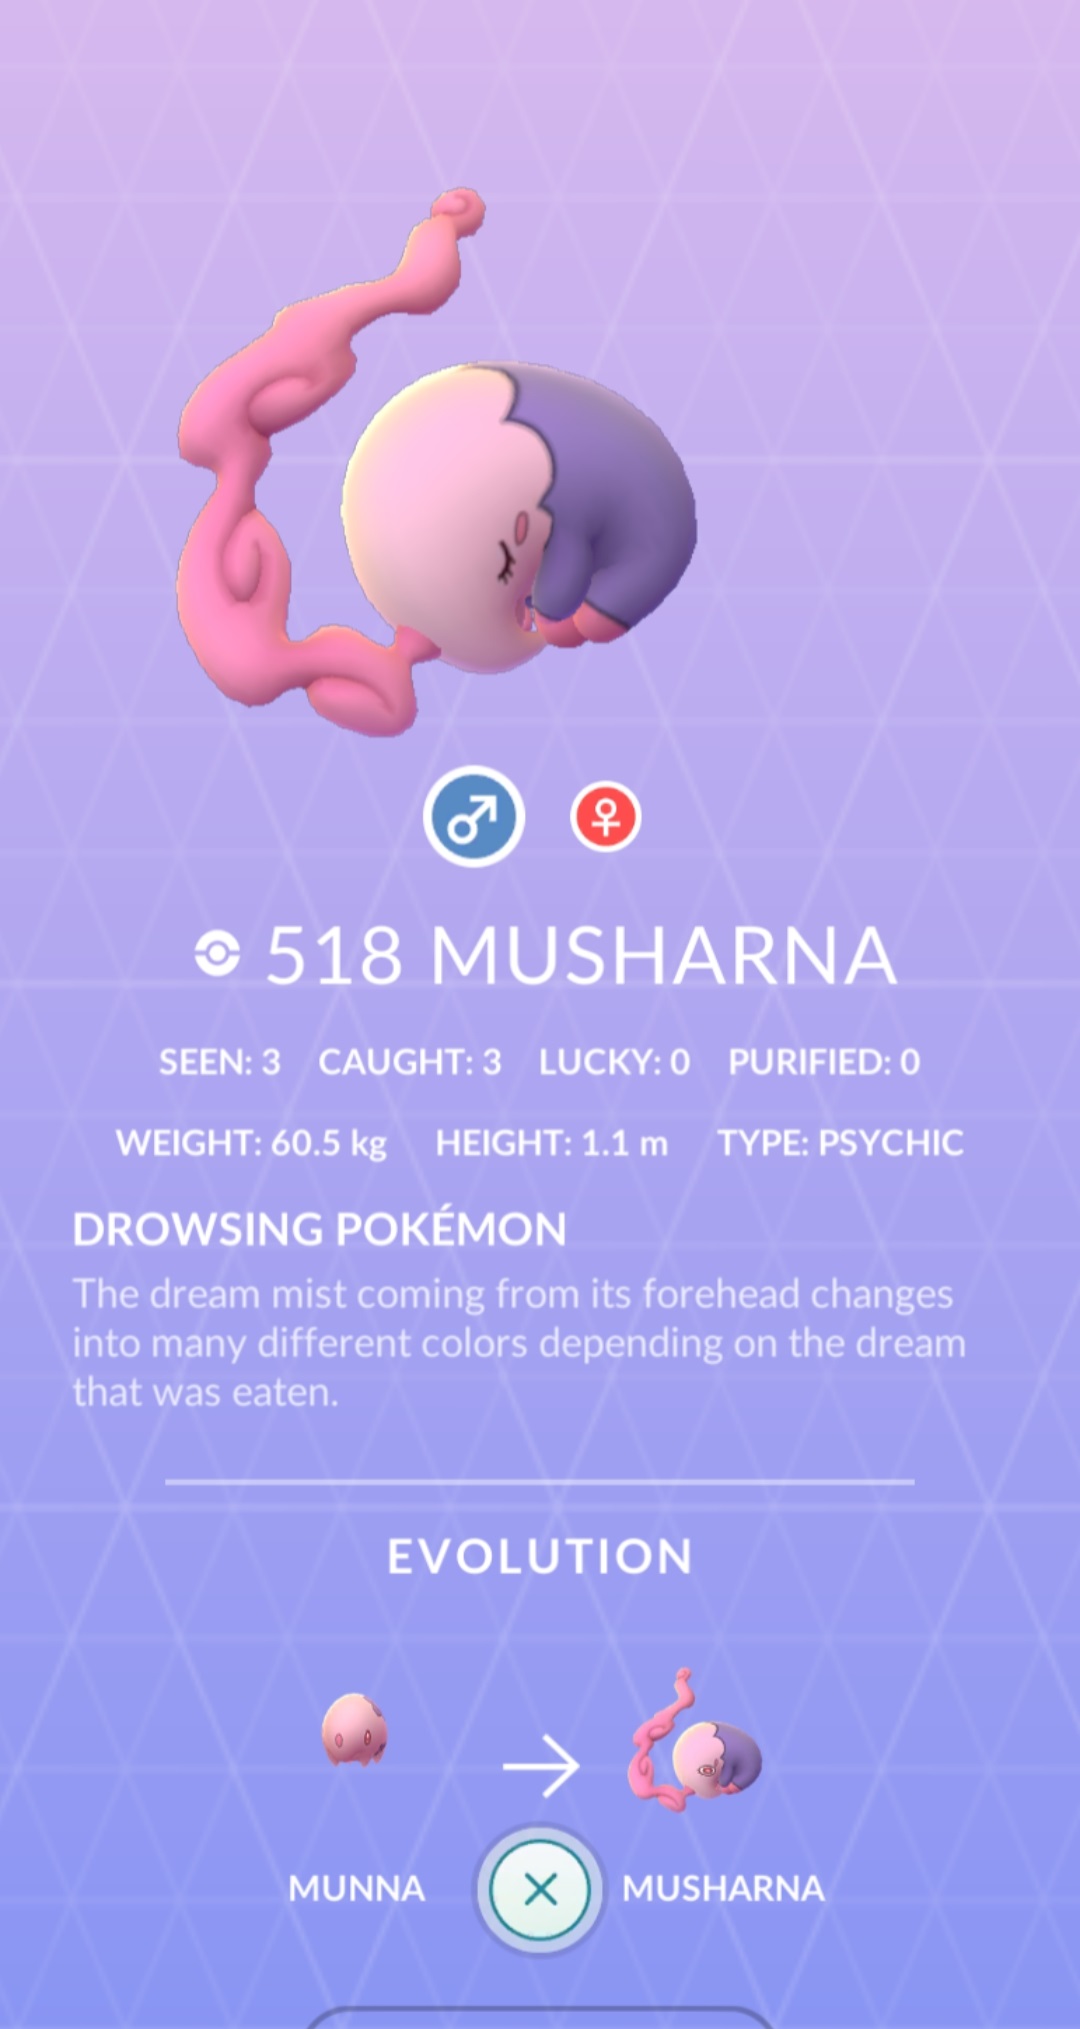 518 MUSHARNA
SEEN: 3 CAUGHT: 3 LUCKY: 0 PURIFIED: 0
WEIGHT: 60.5 kg HEIGHT: 1.1 m TYPE: PSYCHIC
DROWSING POKÉMON
The dream mist coming from its forehead changes
into many different colors depending on the dream
that was eaten.
EVOLUTION
MUNNA MUSHARNA